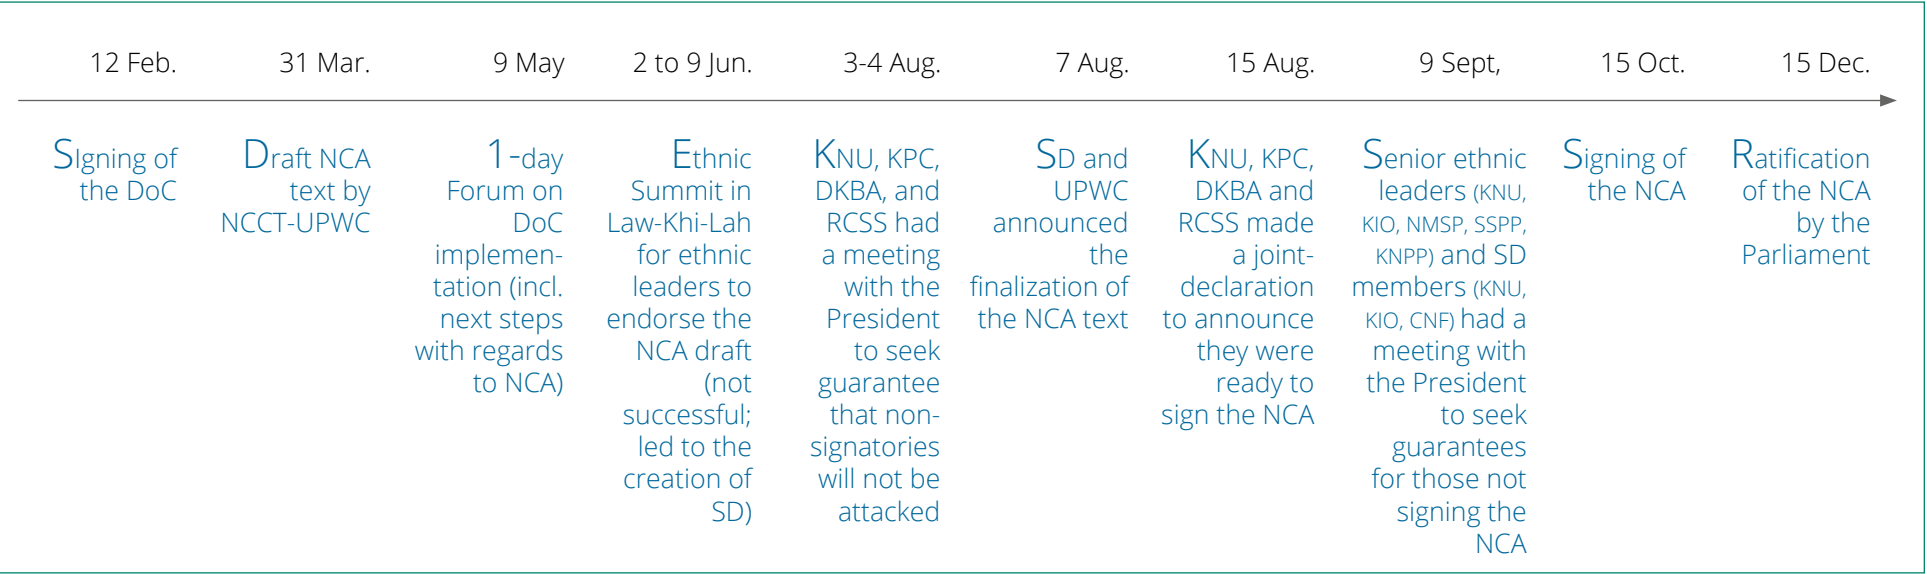 12 Feb.
31 Mar.
9 May
2 to 9 Jun.
3-4 Aug.
7 Aug.
15 Aug.
9 Sept,
15 Oct.
15 Dec.
SIgning of
the DoC
Draft NCA
text by
NCCT-UPWC
1-day
Forum on
DoC
implemen-
tation (incl.
next steps
with regards
to NCA)
Ethnic
Summit in
Law-Khi-Lah
for ethnic
leaders to
endorse the
NCA draft
(not
successful;
led to the
creation of
SD)
KNU, KPC,
DKBA, and
RCSS had
a meeting
with the
President
to seek
guarantee
that non-
signatories
will not be
attacked
SD and
UPWC
announced
the
finalization of
the NCA text
KNU, KPC,
DKBA and
RCSS made
a joint-
declaration
to announce
they were
ready to
sign the NCA
Senior ethnic
leaders (KNU,
KIO, NMSP, SSPP,
KNPP) and SD
members (KNU,
KIO, CNF) had a
meeting with
the President
to seek
guarantees
for those not
signing the
NCA
Signing of
the NCA
Ratification
of the NCA
by the
Parliament